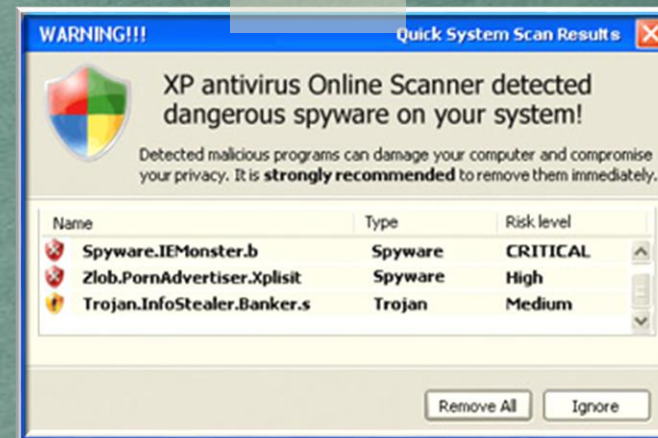 WARNING!!! Quick System Scan Results
XP antivirus Online Scanner detected
dangerous spyware on your system!
Detected malicious programs can damage your computer and compromise
your privacy. It is strongly recommended to remove them immediately.
Name Type Risk level
Spyware.IEMonster.b Spyware CRITICAL
Zlob.PornAdvertiser.Xplisit Spyware High
Trojan.InfoStealer.Banker.s Trojan Medium
Remove All Ignore